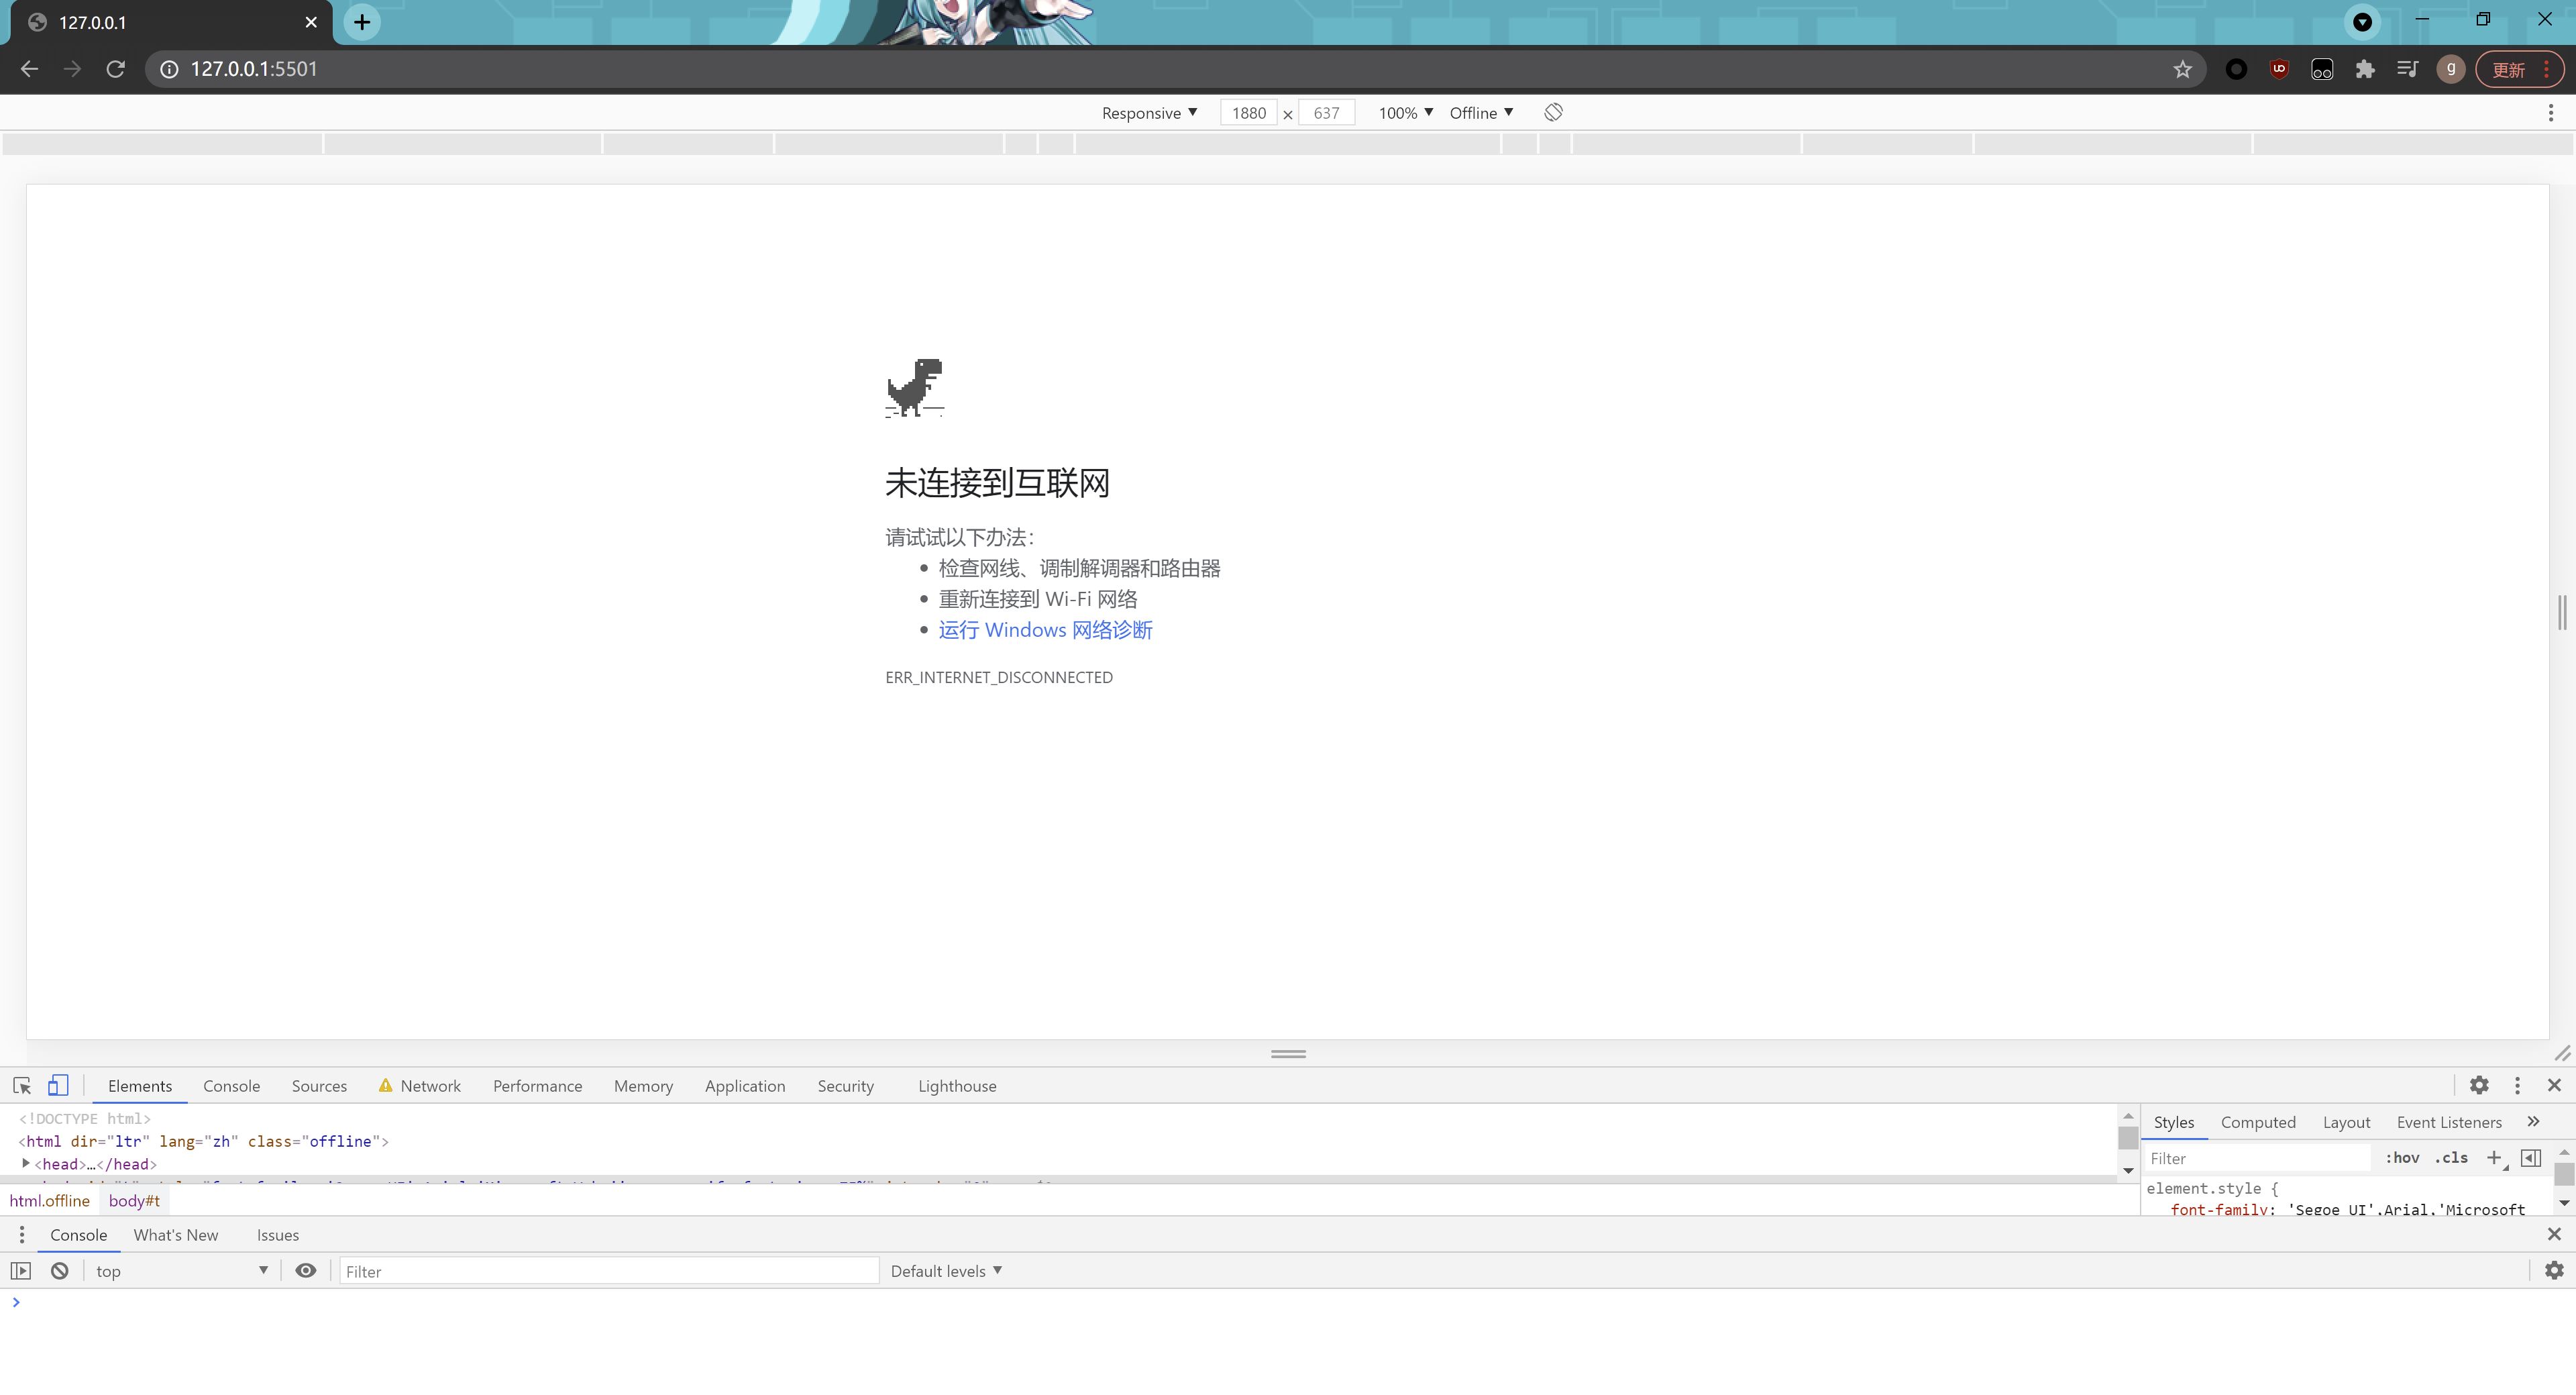 127.0.0.1
127.0.0.1:5501
g
更新
Responsive ▼ 1880 × 637 100% ▼ Offline ▼
未连接到互联网
请试试以下办法：
• 检查网线、调制解调器和路由器
• 重新连接到 Wi-Fi 网络
• 运行 Windows 网络诊断
ERR_INTERNET_DISCONNECTED
Elements Console Sources Network Performance Memory Application Security Lighthouse
<!DOCTYPE html>
<html dir="ltr" lang="zh" class="offline">
<head>…</head>
html.offline body#t
Styles Computed Layout Event Listeners »
Filter :hov .cls +
element.style {
font-family: 'Segoe UI',Arial,'Microsoft
Console What's New Issues
top ▼ Filter Default levels ▼
>